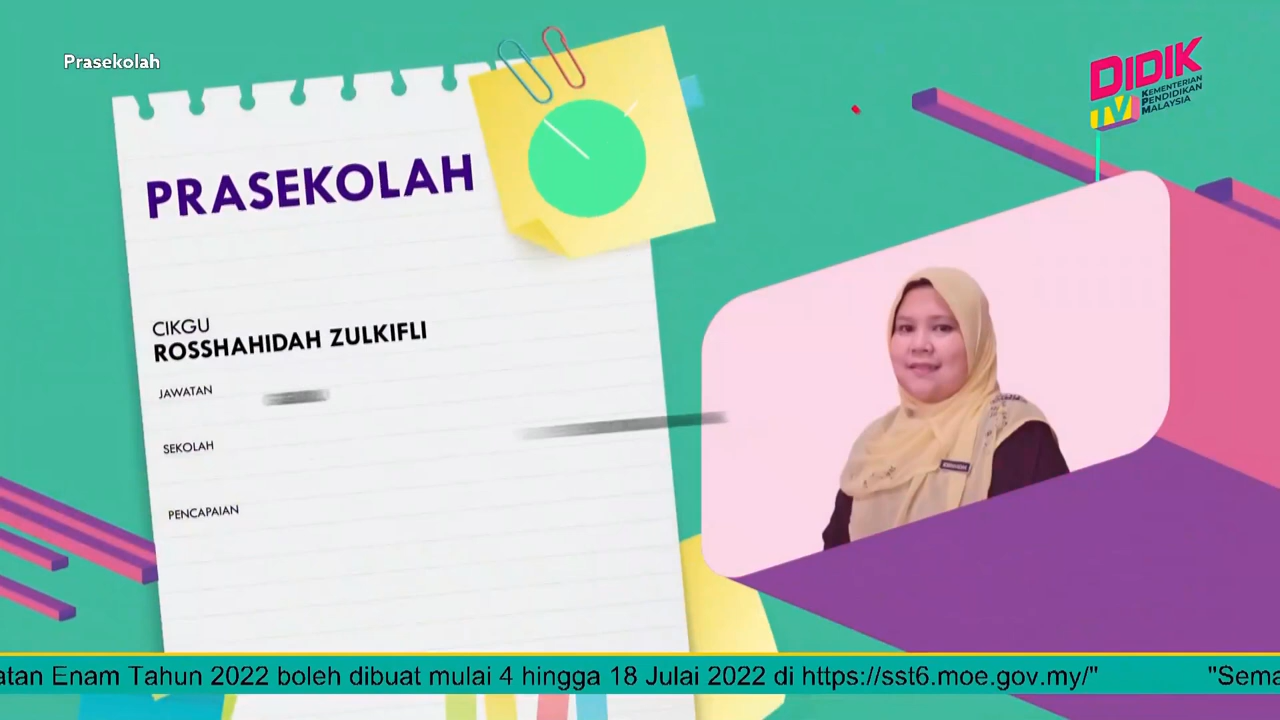 Prasekolah
DIDIK
TV
KEMENTERIAN
PENDIDIKAN
MALAYSIA
PRASEKOLAH
CIKGU
ROSSHAHIDAH ZULKIFLI
JAWATAN
SEKOLAH
PENCAPAIAN
atan Enam Tahun 2022 boleh dibuat mulai 4 hingga 18 Julai 2022 di https://sst6.moe.gov.my/" "Sema